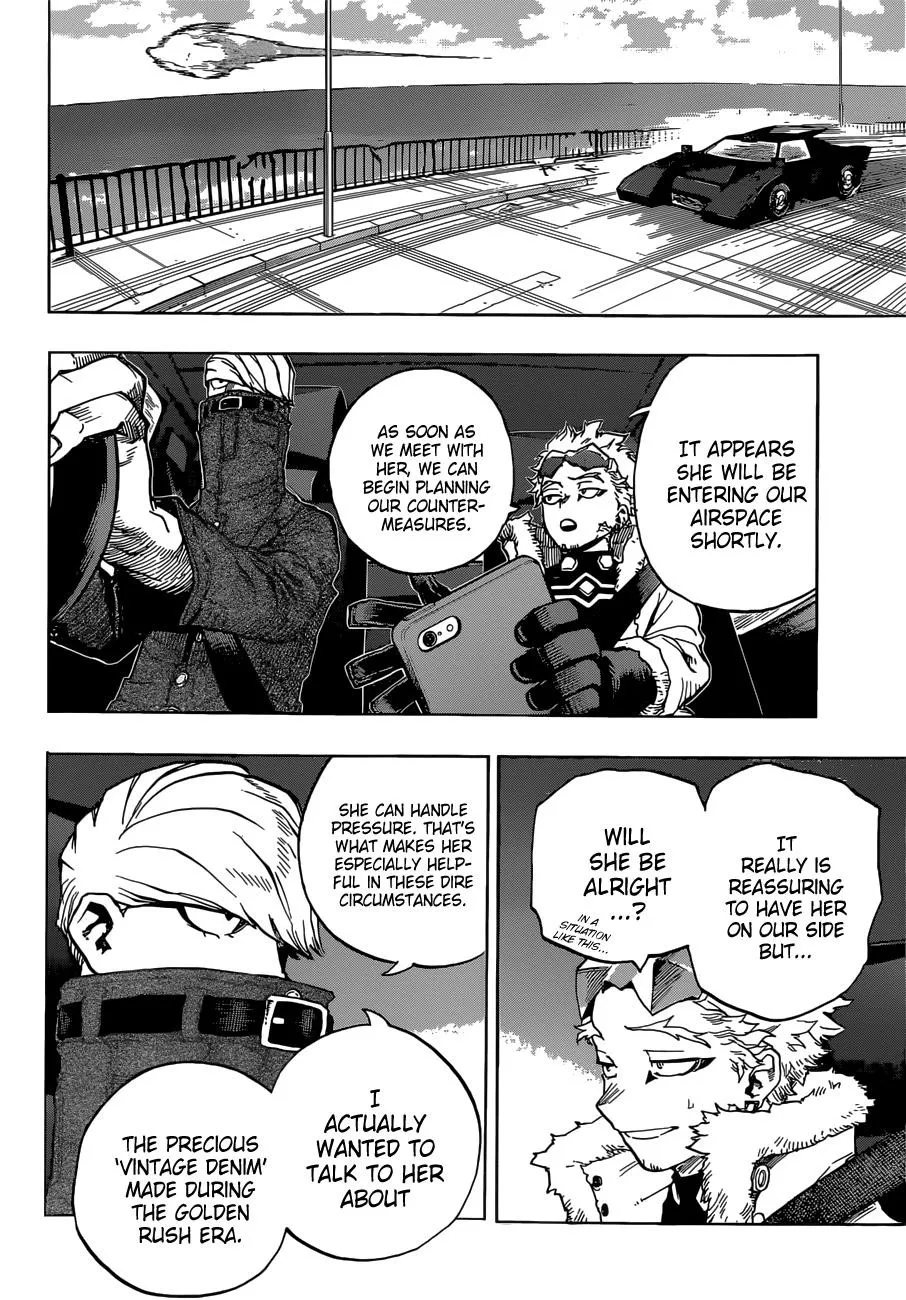 IT APPEARS
SHE WILL BE
ENTERING OUR
AIRSPACE
SHORTLY.
AS SOON AS
WE MEET WITH
HER, WE CAN
BEGIN PLANNING
OUR COUNTER-
MEASURES.
IT
REALLY IS
REASSURING
TO HAVE HER
ON OUR SIDE
BUT...
WILL
SHE BE
ALRIGHT
...?
IN A
SITUATION
LIKE THIS...
SHE CAN HANDLE
PRESSURE. THAT'S
WHAT MAKES HER
ESPECIALLY HELP-
FUL IN THESE DIRE
CIRCUMSTANCES.
I
ACTUALLY
WANTED TO
TALK TO HER
ABOUT
THE PRECIOUS
'VINTAGE DENIM'
MADE DURING
THE GOLDEN
RUSH ERA.